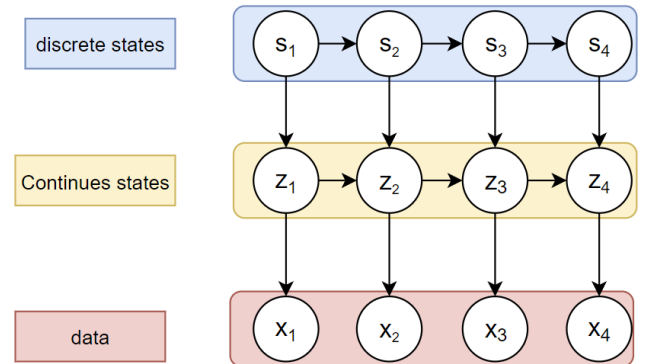 discrete states
s1 s2 s3 s4
Continues states
z1 z2 z3 z4
data
x1 x2 x3 x4